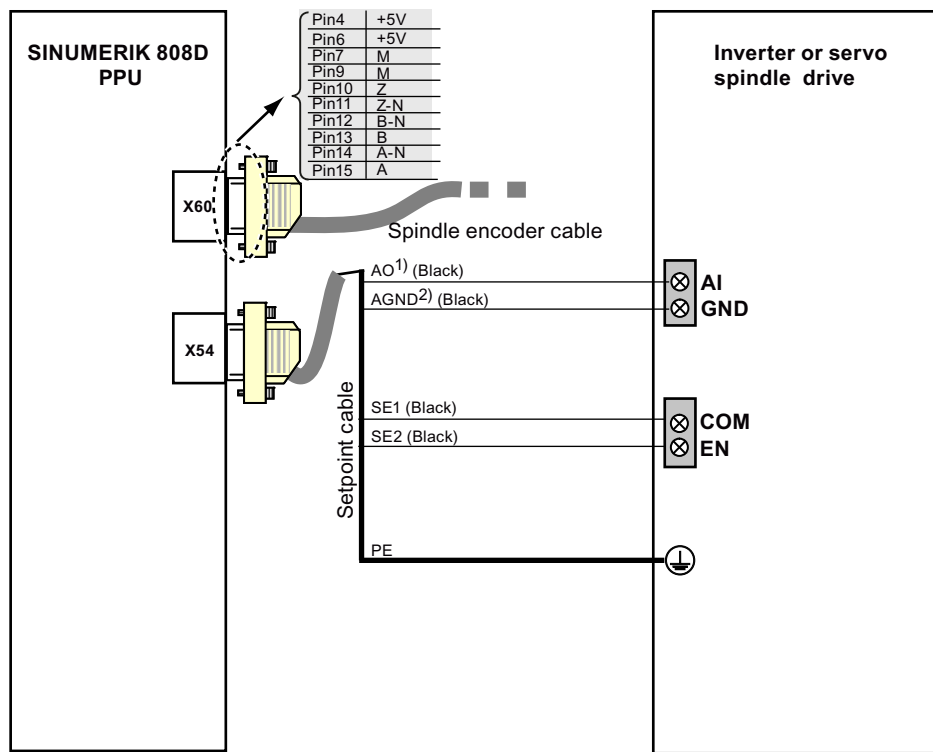 SINUMERIK 808D
PPU
Pin4 +5V
Pin6 +5V
Pin7 M
Pin9 M
Pin10 Z
Pin11 Z-N
Pin12 B-N
Pin13 B
Pin14 A-N
Pin15 A
Inverter or servo
spindle drive
X60
Spindle encoder cable
AO1) (Black)
AI
AGND2) (Black)
GND
X54
Setpoint cable
SE1 (Black)
COM
SE2 (Black)
EN
PE